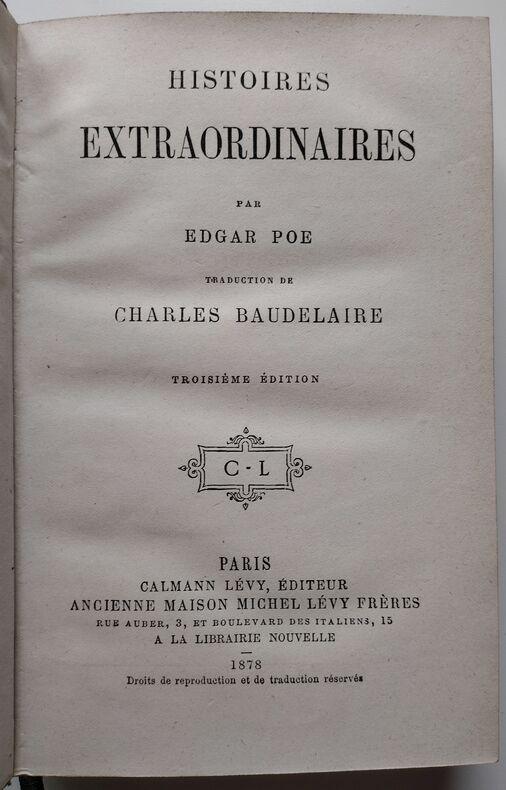 HISTOIRES
EXTRAORDINAIRES
PAR
EDGAR POE
TRADUCTION DE
CHARLES BAUDELAIRE
TROISIÉME ÉDITION
C-L
PARIS
CALMANN LÉVY, ÉDITEUR
ANCIENNE MAISON MICHEL LÉVY FRÈRES
RUE AUBER, 3, ET BOULEVARD DES ITALIENS, 15
A LA LIBRAIRIE NOUVELLE
1878
Droits de reproduction et de traduction réservés